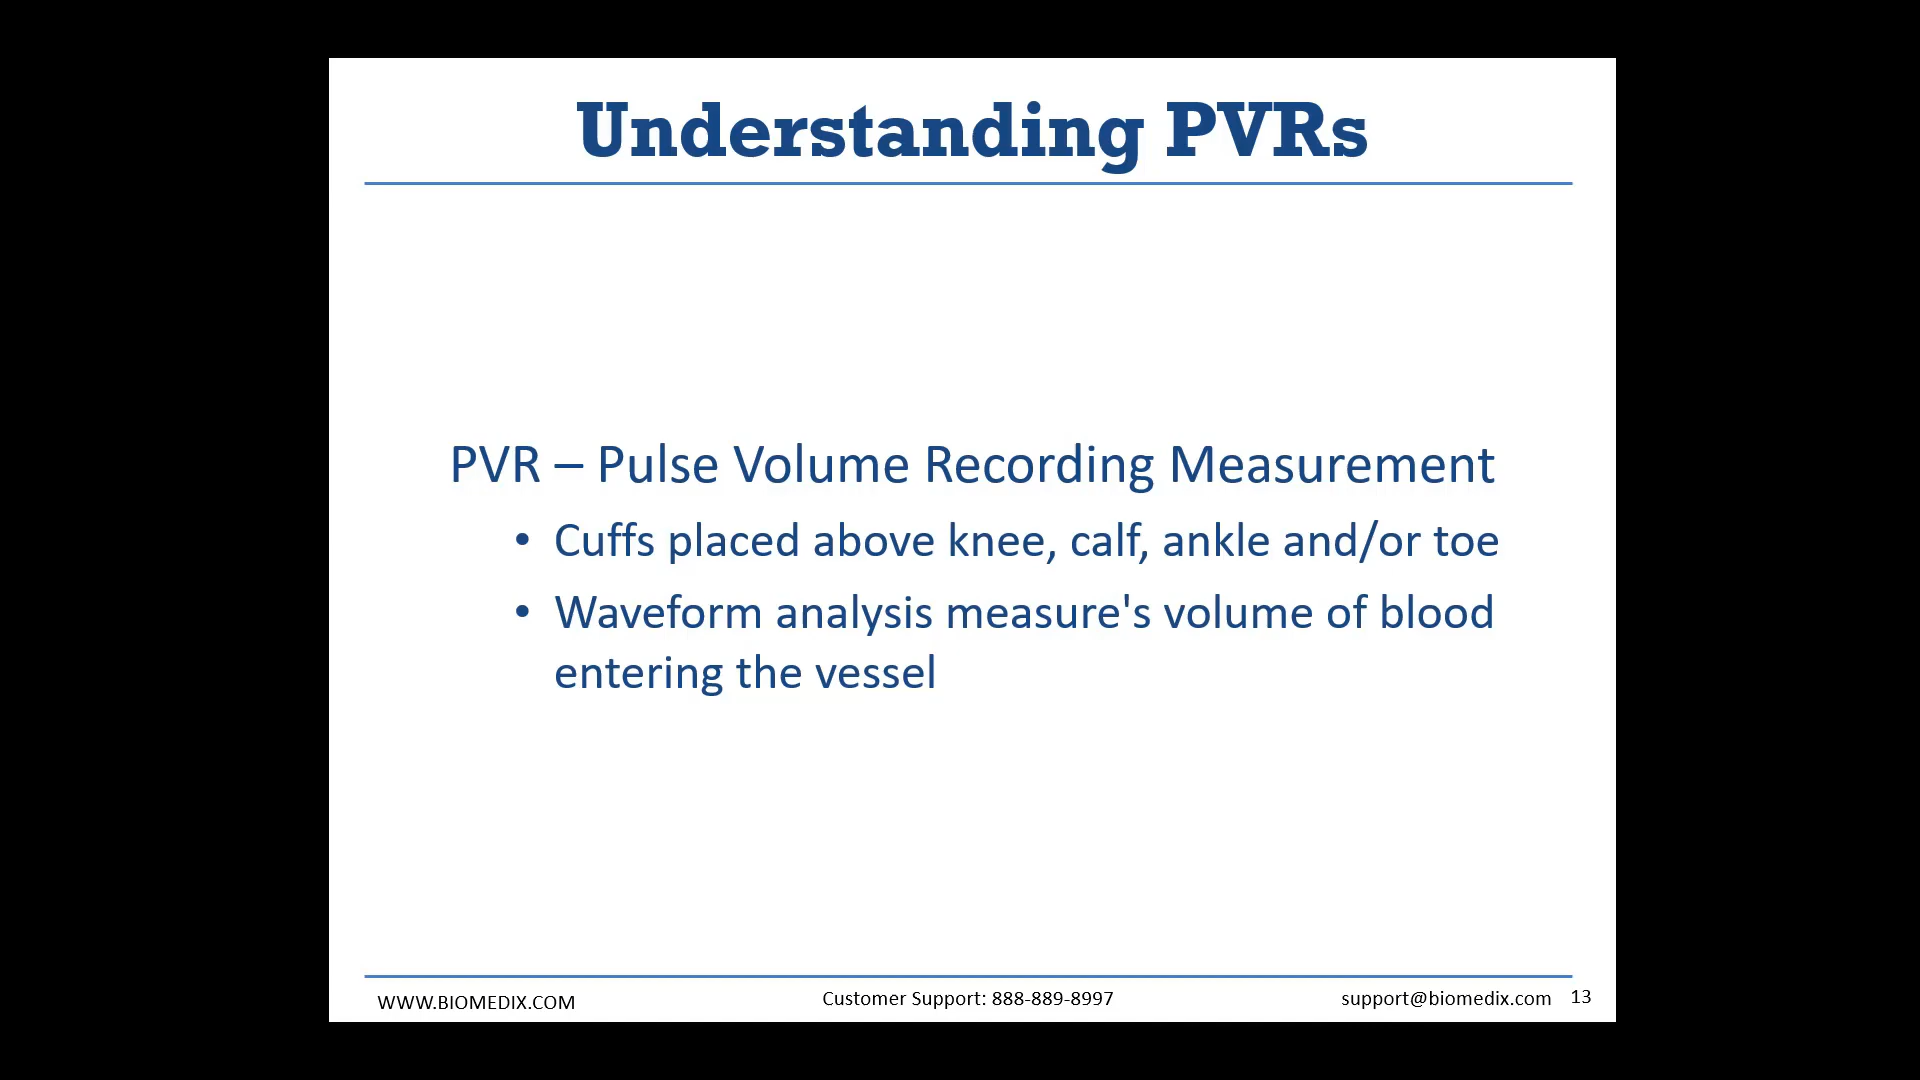 Understanding PVRs
PVR – Pulse Volume Recording Measurement
• Cuffs placed above knee, calf, ankle and/or toe
• Waveform analysis measure's volume of blood
entering the vessel
WWW.BIOMEDIX.COM
Customer Support: 888-889-8997
support@biomedix.com 13